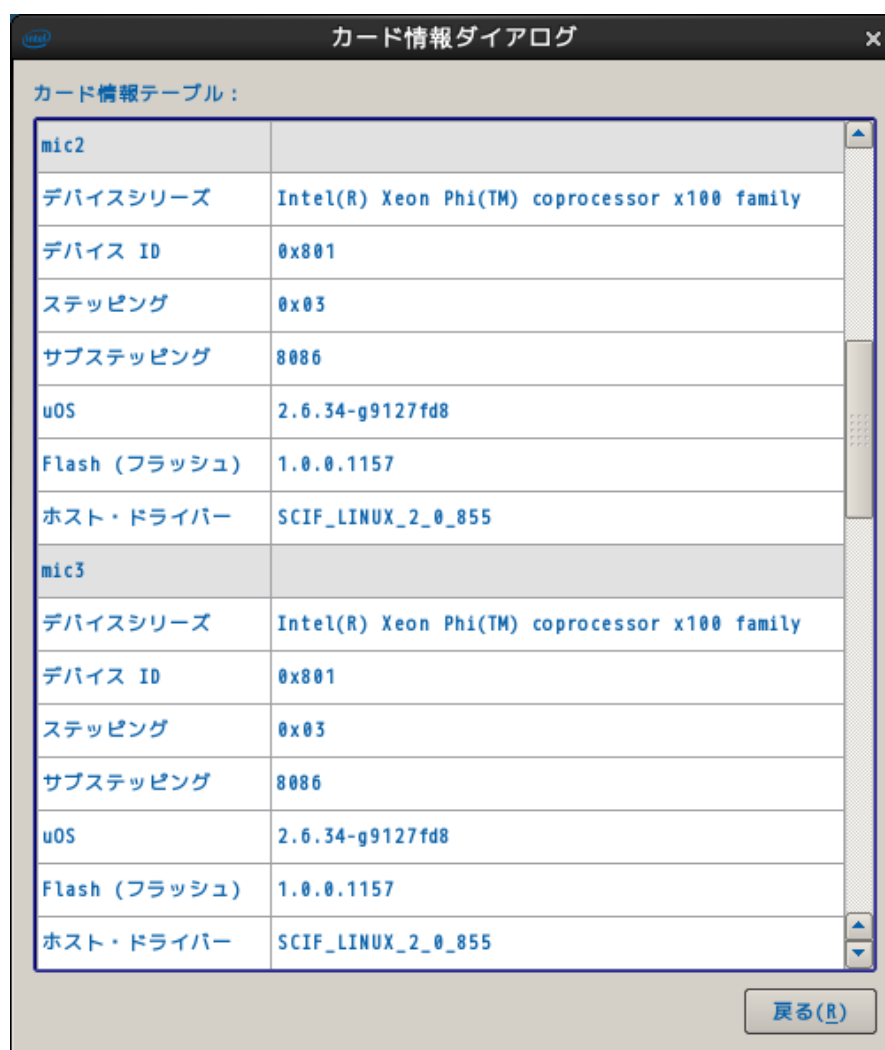 intel
カード情報ダイアログ
カード情報テーブル :
mic2
デバイスシリーズ Intel(R) Xeon Phi(TM) coprocessor x100 family
デバイス ID 0x801
ステッピング 0x03
サブステッピング 8086
uOS 2.6.34-g9127fd8
Flash (フラッシュ) 1.0.0.1157
ホスト・ドライバー SCIF_LINUX_2_0_855
mic3
デバイスシリーズ Intel(R) Xeon Phi(TM) coprocessor x100 family
デバイス ID 0x801
ステッピング 0x03
サブステッピング 8086
uOS 2.6.34-g9127fd8
Flash (フラッシュ) 1.0.0.1157
ホスト・ドライバー SCIF_LINUX_2_0_855
戻る(R)